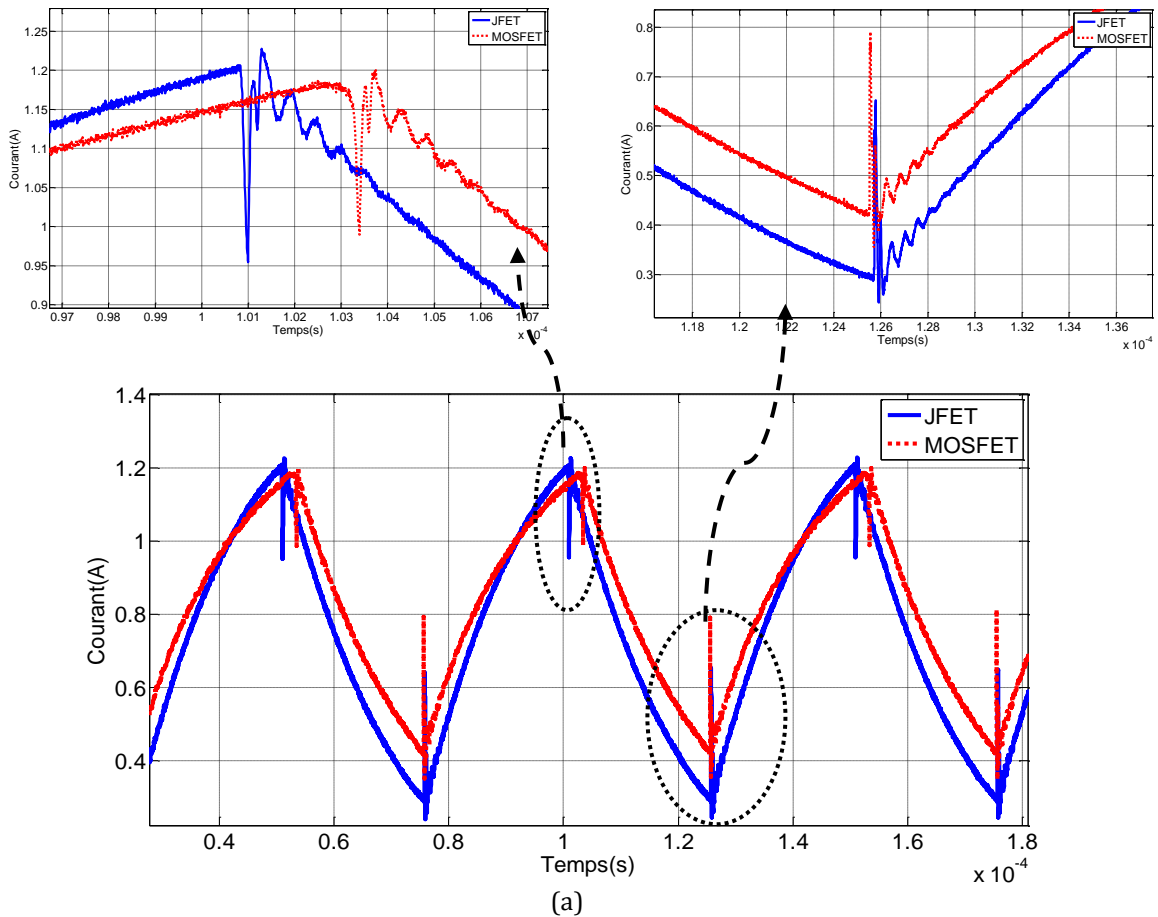 JFET
MOSFET
1.25
1.2
1.15
1.1
1.05
1
0.95
0.9
Courant(A)
0.97 0.98 0.99 1 1.01 1.02 1.03 1.04 1.05 1.06 1.07
Temps(s)
x 10-4
JFET
MOSFET
0.8
0.7
0.6
0.5
0.4
0.3
Courant(A)
1.18 1.2 1.22 1.24 1.26 1.28 1.3 1.32 1.34 1.36
Temps(s)
x 10-4
JFET
MOSFET
1.4
1.2
1
0.8
0.6
0.4
Courant(A)
0.4 0.6 0.8 1 1.2 1.4 1.6 1.8
Temps(s)
x 10-4
(a)